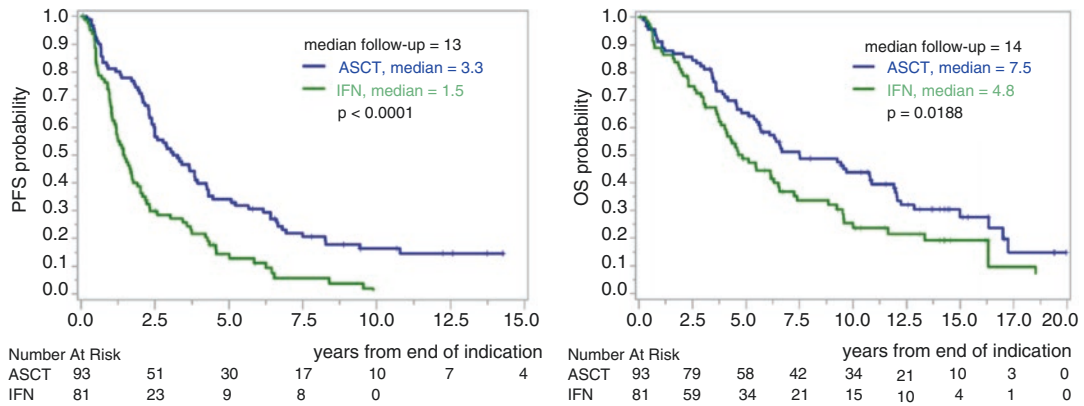 PFS probability
1.0
0.9
0.8
0.7
0.6
0.5
0.4
0.3
0.2
0.1
0.0
median follow-up = 13
ASCT, median = 3.3
IFN, median = 1.5
p < 0.0001
0.0 2.5 5.0 7.5 10.0 12.5 15.0
years from end of indication
Number At Risk
ASCT 93 51 30 17 10 7 4
IFN 81 23 9 8 0
OS probability
1.0
0.9
0.8
0.7
0.6
0.5
0.4
0.3
0.2
0.1
0.0
median follow-up = 14
ASCT, median = 7.5
IFN, median = 4.8
p = 0.0188
0.0 2.5 5.0 7.5 10.0 12.5 15.0 17.0 20.0
years from end of indication
Number At Risk
ASCT 93 79 58 42 34 21 10 3 0
IFN 81 59 34 21 15 10 4 1 0